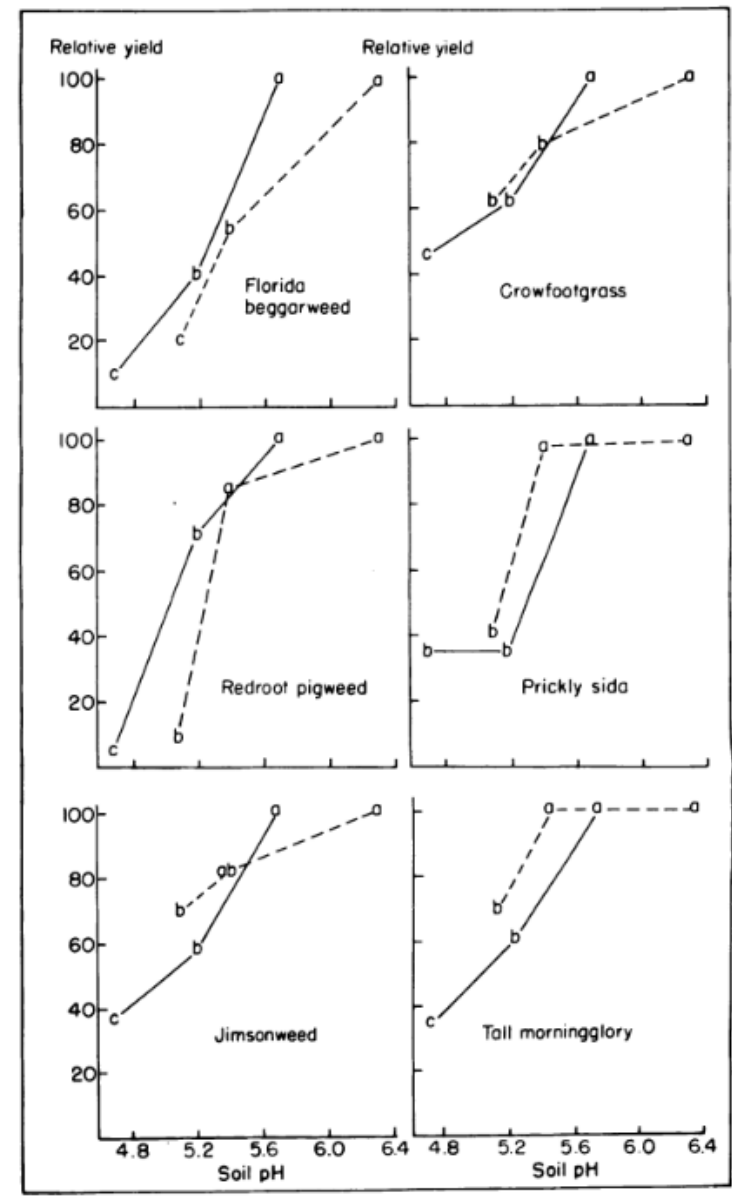 Relative yield
Relative yield
100
80
60
40
20
a
a
b
b
c
c
Florida
beggarweed
a
a
b
b
b
c
Crowfootgrass
100
80
60
40
20
a
a
a
b
b
c
Redroot pigweed
a
a
a
b
b
b
Prickly sida
100
80
60
40
20
a
a
ab
b
b
c
Jimsonweed
4.8 5.2 5.6 6.0 6.4
Soil pH
a
a
a
b
b
c
Tall morningglory
4.8 5.2 5.6 6.0 6.4
Soil pH